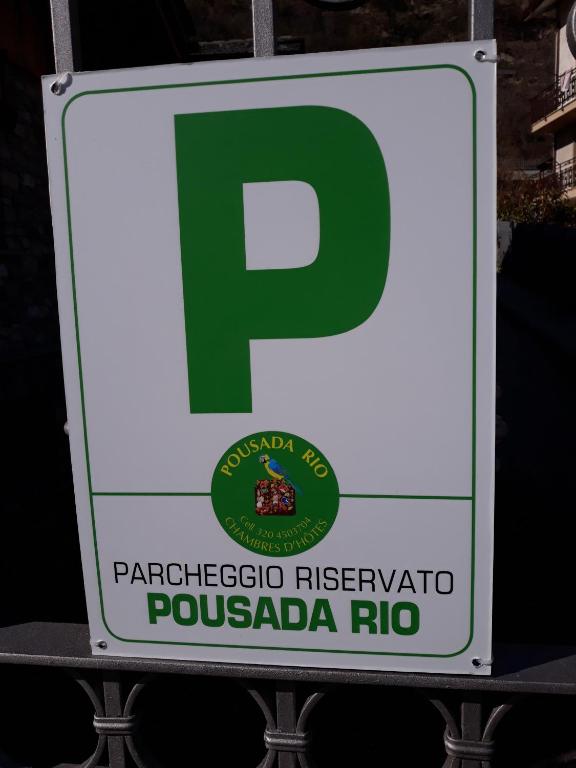 P
POUSADA RIO
Cell. 320 4503704
CHAMBRES D'HÔTES
PARCHEGGIO RISERVATO
POUSADA RIO